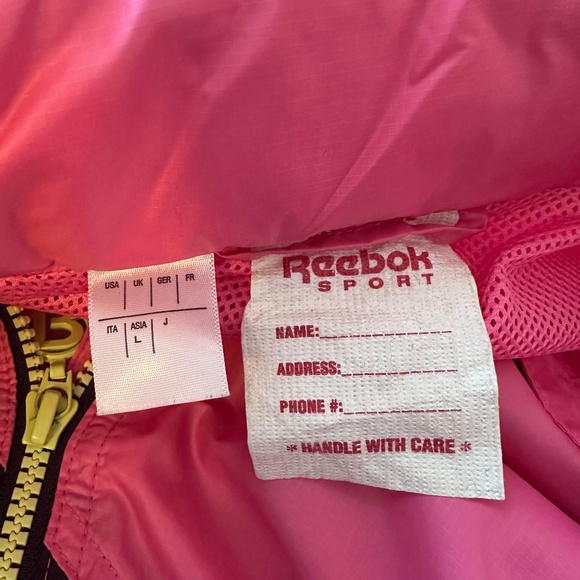 USA UK GER FR
ITA ASIA J
L
Reebok
SPORT
NAME:
ADDRESS:
PHONE #:
* HANDLE WITH CARE *